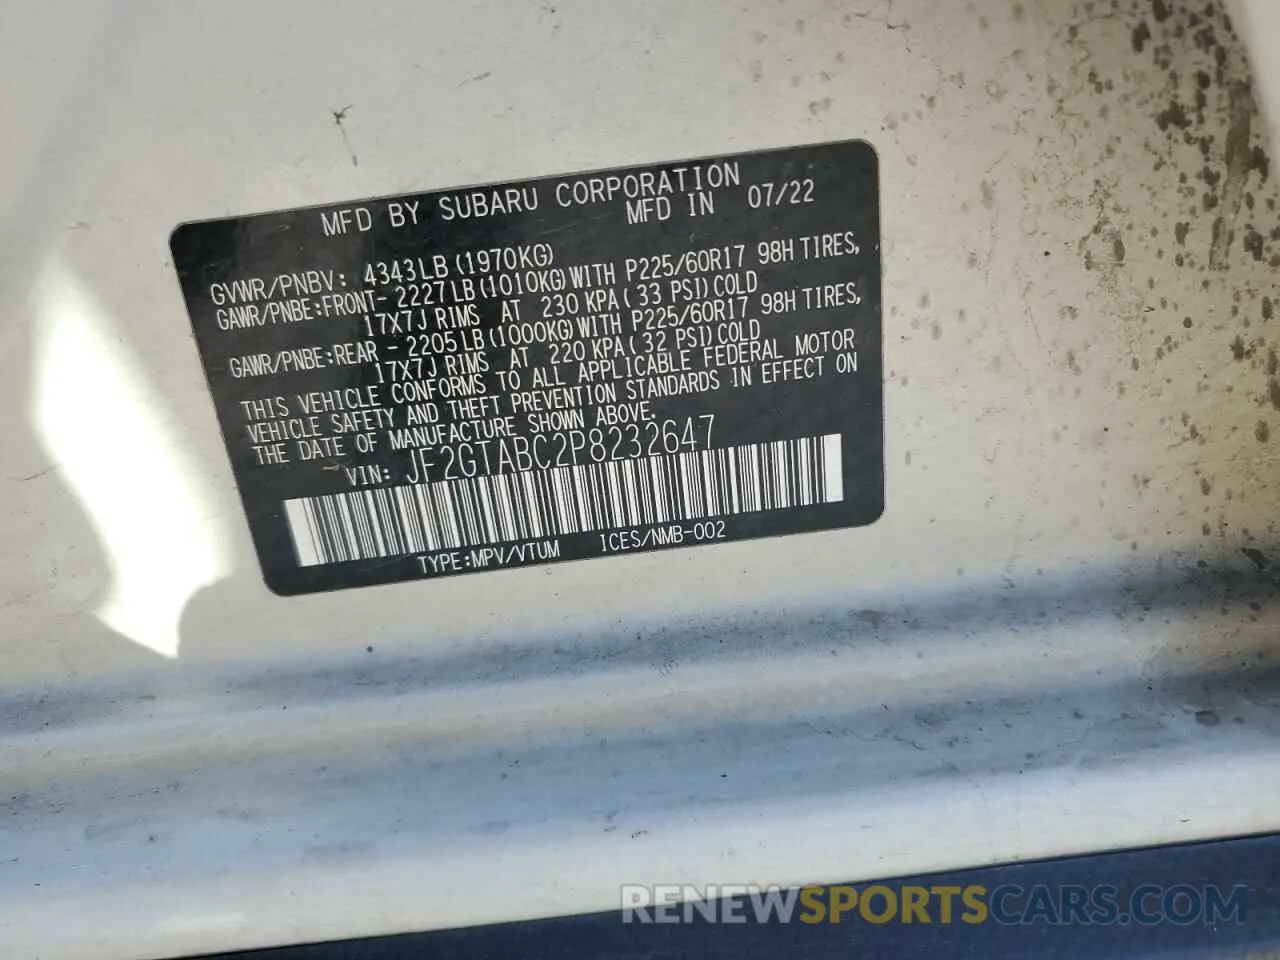 MFD BY SUBARU CORPORATION
MFD IN 07/22
GVWR/PNBV: 4343LB(1970KG)
GAWR/PNBE:FRONT- 2227LB(1010KG)WITH P225/60R17 98H TIRES,
17X7J RIMS AT 230 KPA(33 PSI)COLD
GAWR/PNBE:REAR - 2205LB(1000KG)WITH P225/60R17 98H TIRES,
17X7J RIMS AT 220 KPA(32 PSI)COLD
THIS VEHICLE CONFORMS TO ALL APPLICABLE FEDERAL MOTOR
VEHICLE SAFETY AND THEFT PREVENTION STANDARDS IN EFFECT ON
THE DATE OF MANUFACTURE SHOWN ABOVE.
VIN: JF2GTABC2P8232647
TYPE:MPV/VTUM ICES/NMB-002
RENEWSPORTSCARS.COM